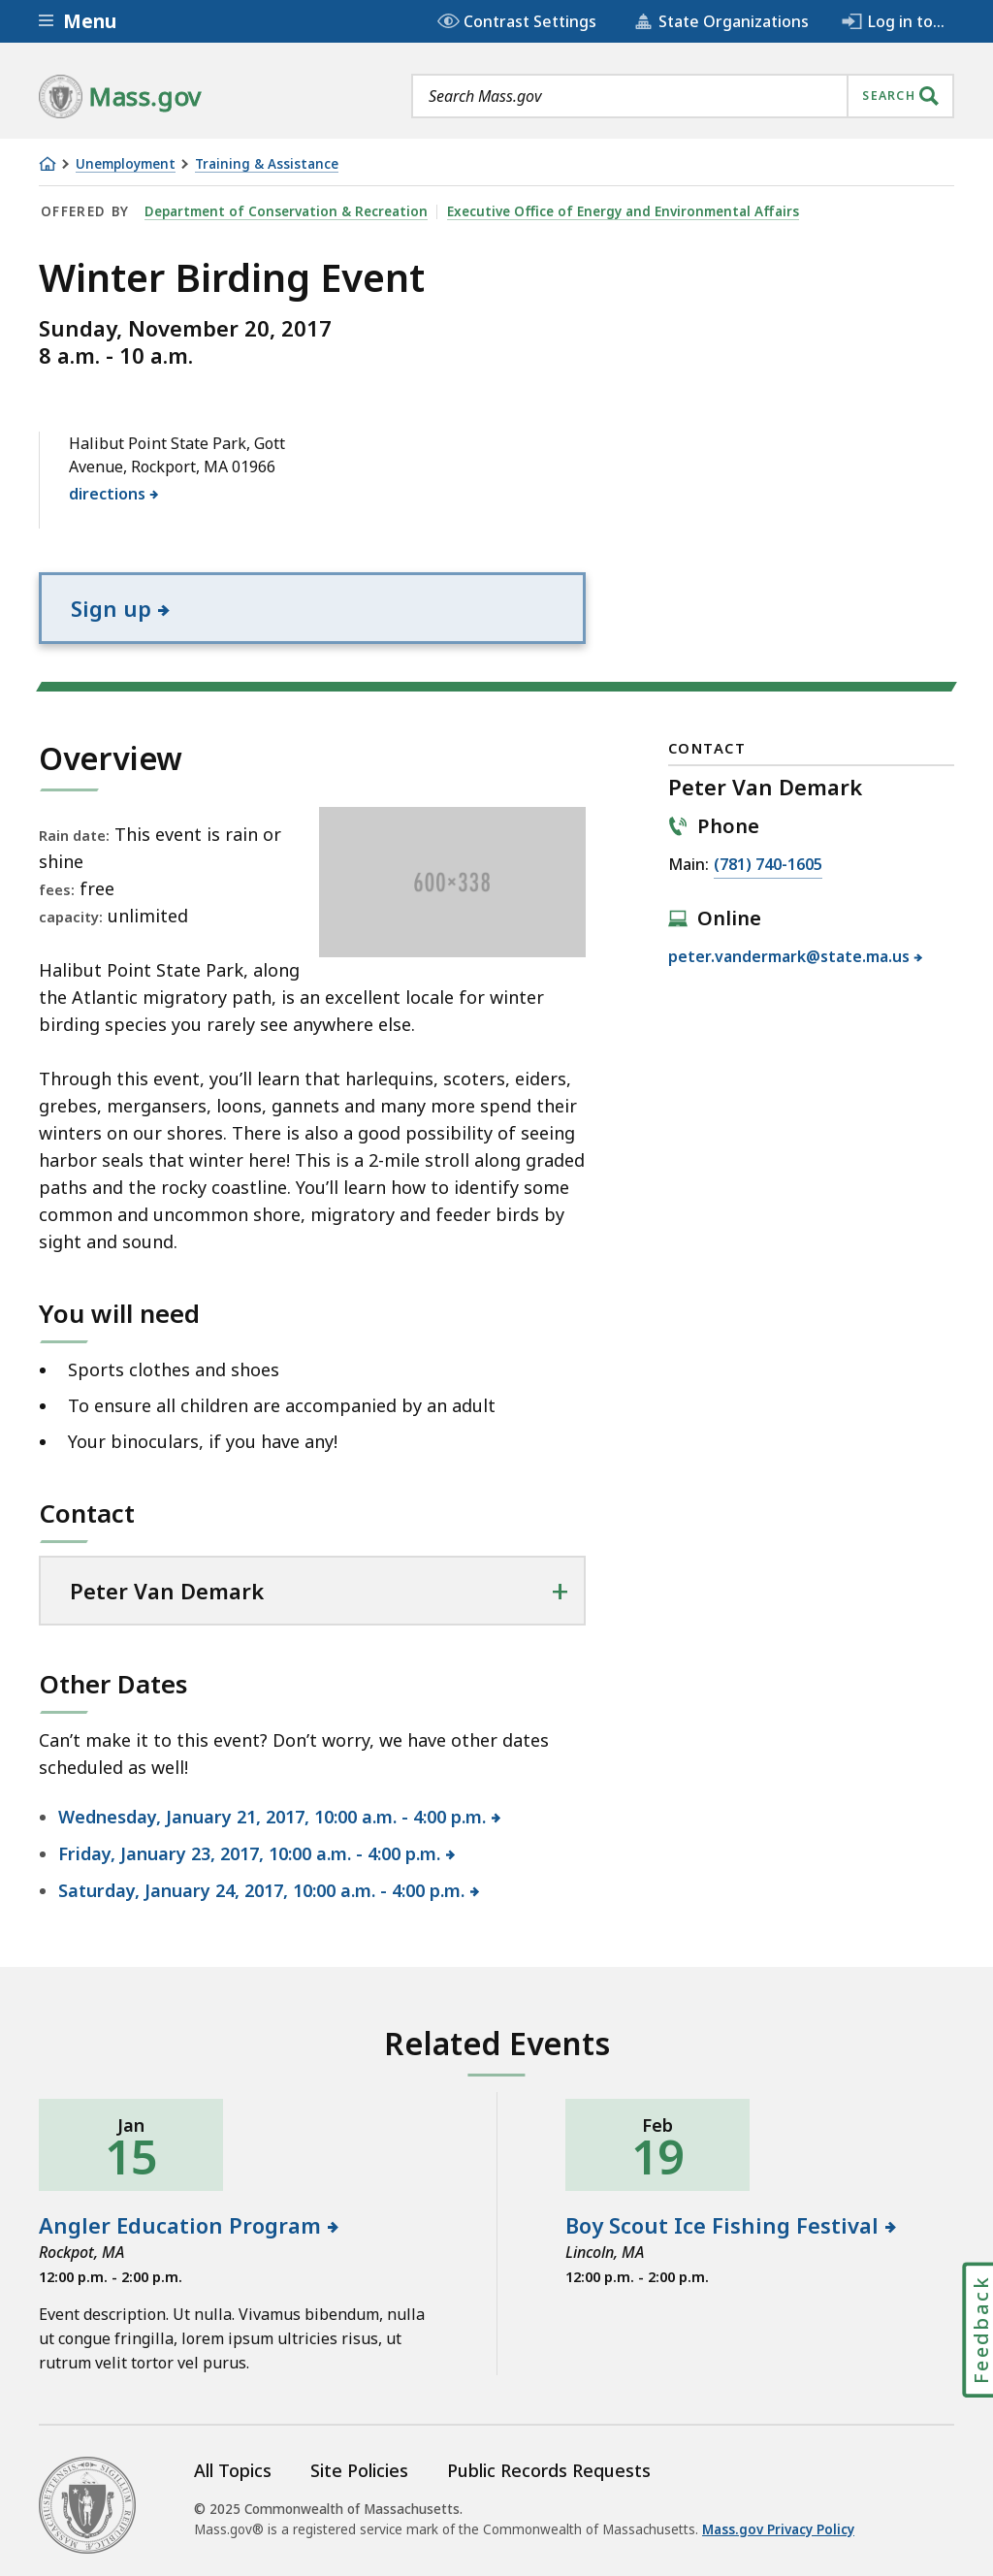 Menu
Contrast Settings
State Organizations
Log in to...
Mass.gov
Search Mass.gov
SEARCH
Unemployment
Training & Assistance
OFFERED BY
Department of Conservation & Recreation
Executive Office of Energy and Environmental Affairs
Winter Birding Event
Sunday, November 20, 2017
8 a.m. - 10 a.m.
Halibut Point State Park, Gott
Avenue, Rockport, MA 01966
directions
Sign up
Overview
Rain date: This event is rain or
shine
fees: free
capacity: unlimited
600×338
Halibut Point State Park, along
the Atlantic migratory path, is an excellent locale for winter
birding species you rarely see anywhere else.
Through this event, you’ll learn that harlequins, scoters, eiders,
grebes, mergansers, loons, gannets and many more spend their
winters on our shores. There is also a good possibility of seeing
harbor seals that winter here! This is a 2-mile stroll along graded
paths and the rocky coastline. You’ll learn how to identify some
common and uncommon shore, migratory and feeder birds by
sight and sound.
You will need
• Sports clothes and shoes
• To ensure all children are accompanied by an adult
• Your binoculars, if you have any!
Contact
Peter Van Demark
Other Dates
Can’t make it to this event? Don’t worry, we have other dates
scheduled as well!
• Wednesday, January 21, 2017, 10:00 a.m. - 4:00 p.m.
• Friday, January 23, 2017, 10:00 a.m. - 4:00 p.m.
• Saturday, January 24, 2017, 10:00 a.m. - 4:00 p.m.
CONTACT
Peter Van Demark
Phone
Main: (781) 740-1605
Online
peter.vandermark@state.ma.us
Related Events
Jan
15
Angler Education Program
Rockpot, MA
12:00 p.m. - 2:00 p.m.
Event description. Ut nulla. Vivamus bibendum, nulla
ut congue fringilla, lorem ipsum ultricies risus, ut
rutrum velit tortor vel purus.
Feb
19
Boy Scout Ice Fishing Festival
Lincoln, MA
12:00 p.m. - 2:00 p.m.
Feedback
All Topics
Site Policies
Public Records Requests
© 2025 Commonwealth of Massachusetts.
Mass.gov® is a registered service mark of the Commonwealth of Massachusetts. Mass.gov Privacy Policy